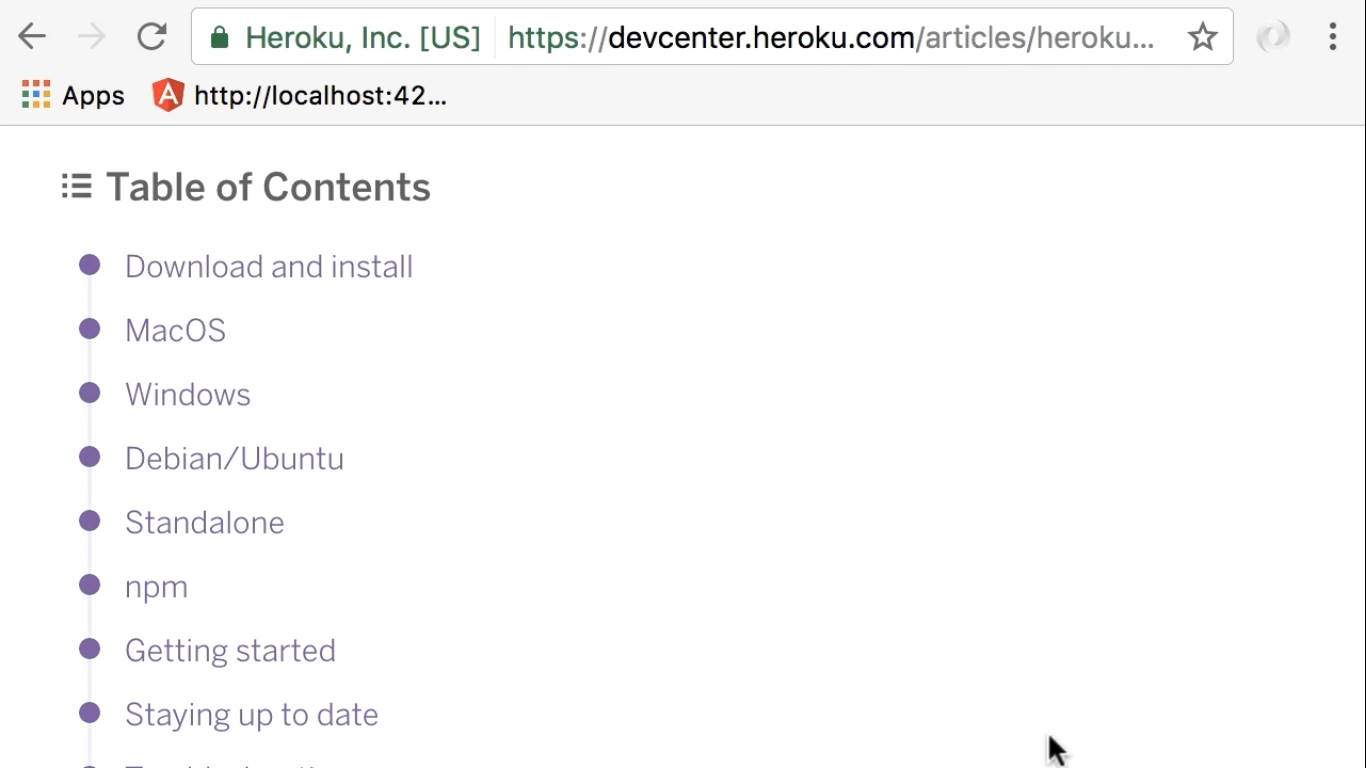 Heroku, Inc. [US] https://devcenter.heroku.com/articles/heroku...
Apps http://localhost:42...
Table of Contents
Download and install
MacOS
Windows
Debian/Ubuntu
Standalone
npm
Getting started
Staying up to date